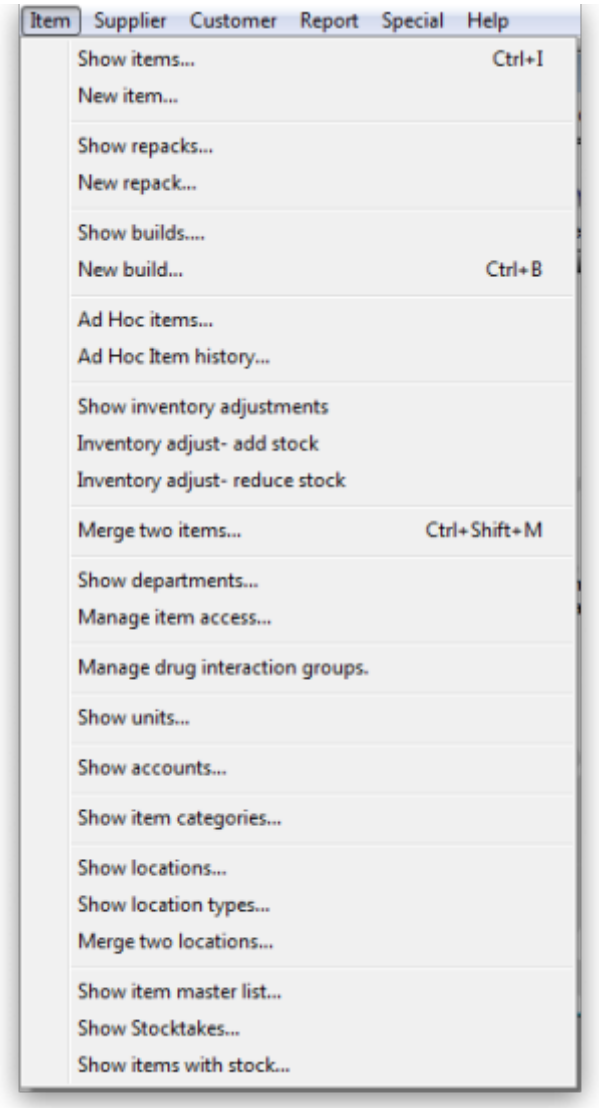 Item Supplier Customer Report Special Help
Show items... Ctrl+I
New item...
Show repacks...
New repack...
Show builds....
New build... Ctrl+B
Ad Hoc items...
Ad Hoc Item history...
Show inventory adjustments
Inventory adjust- add stock
Inventory adjust- reduce stock
Merge two items... Ctrl+Shift+M
Show departments...
Manage item access...
Manage drug interaction groups.
Show units...
Show accounts...
Show item categories...
Show locations...
Show location types...
Merge two locations...
Show item master list...
Show Stocktakes...
Show items with stock...